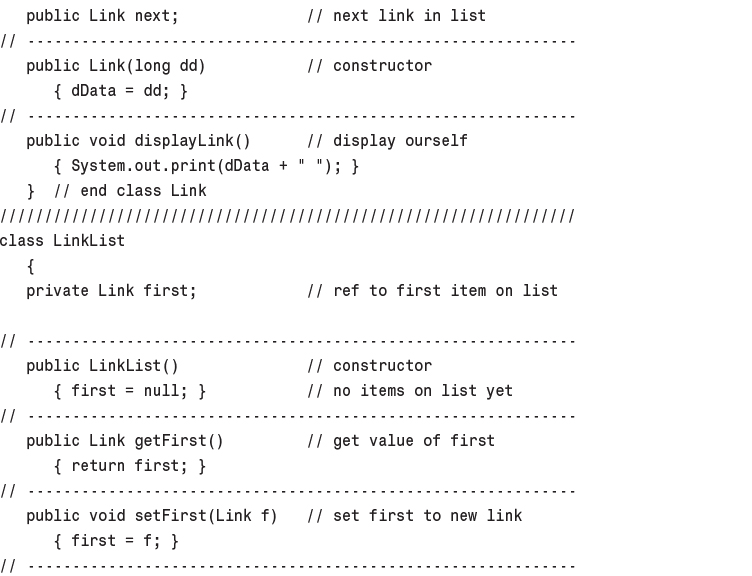 public Link next;              // next link in list
// -------------------------------------------------------------
   public Link(long dd)           // constructor
      { dData = dd; }
// -------------------------------------------------------------
   public void displayLink()      // display ourself
      { System.out.print(dData + " "); }
   }  // end class Link
////////////////////////////////////////////////////////////////
class LinkList
   {
   private Link first;            // ref to first item on list
// -------------------------------------------------------------
   public LinkList()              // constructor
      { first = null; }           // no items on list yet
// -------------------------------------------------------------
   public Link getFirst()         // get value of first
      { return first; }
// -------------------------------------------------------------
   public void setFirst(Link f)   // set first to new link
      { first = f; }
// -------------------------------------------------------------